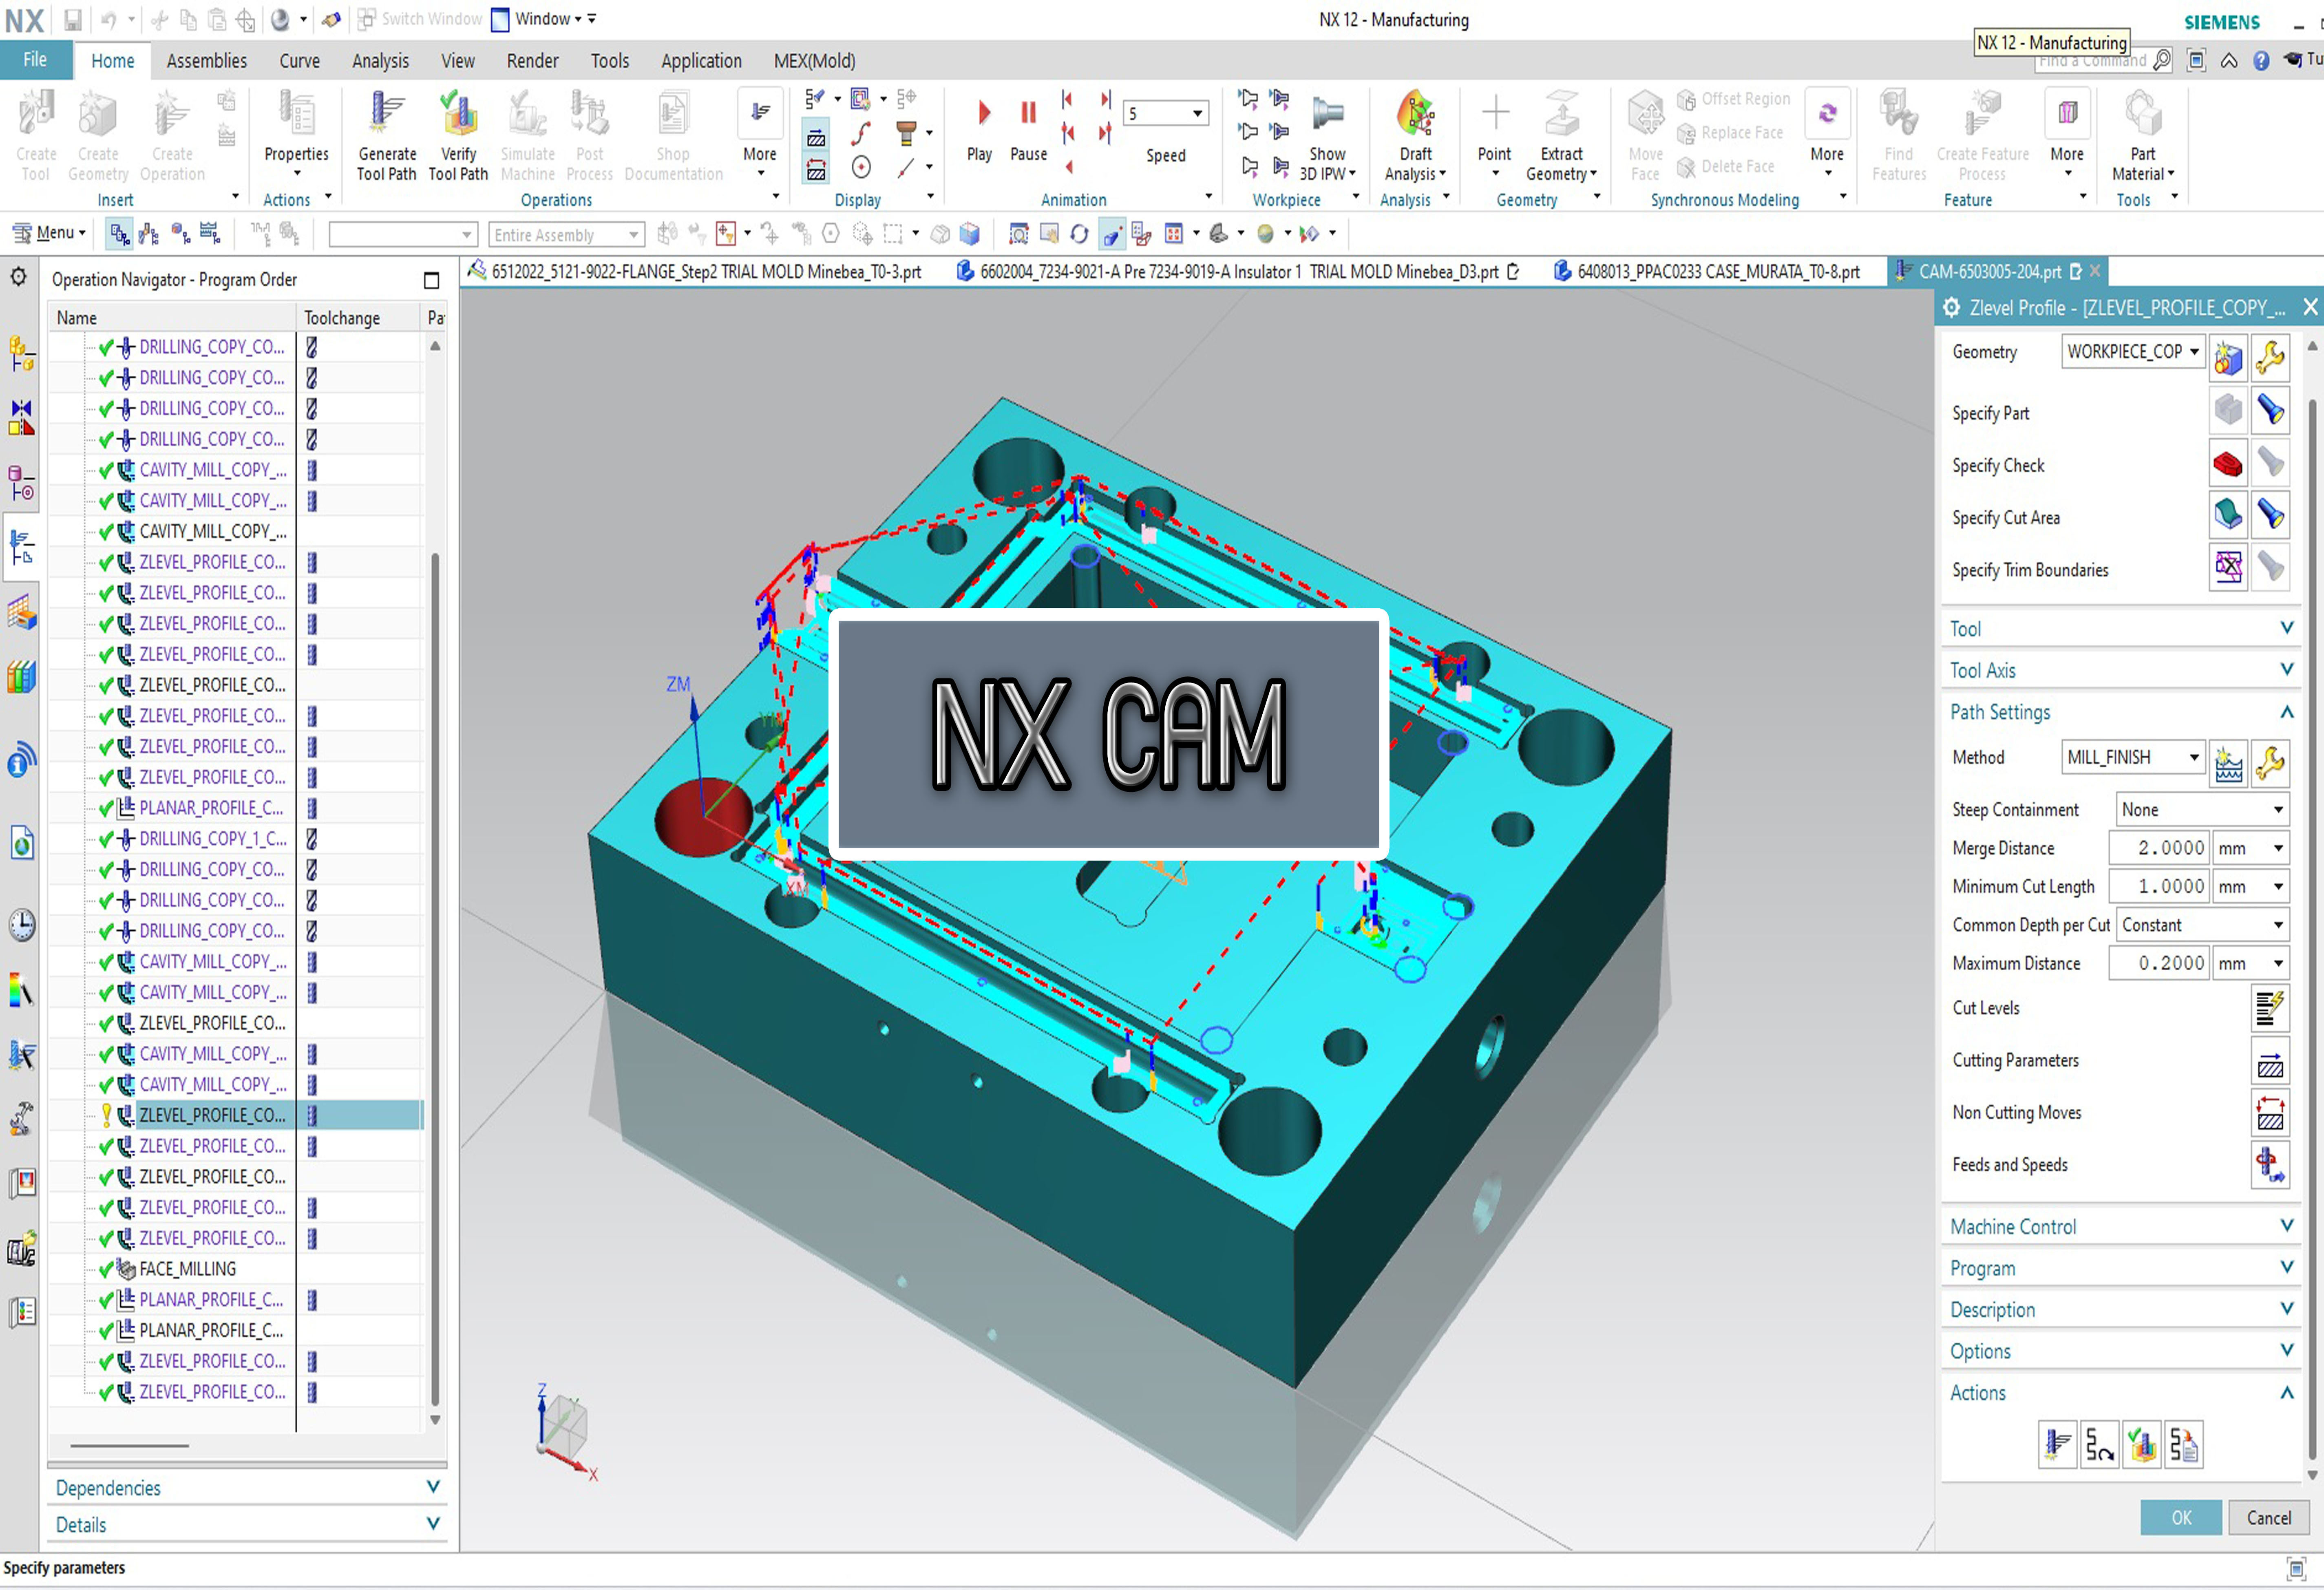 NX Switch Window Window NX 12 - Manufacturing SIEMENS
NX 12 - Manufacturing
File Home Assemblies Curve Analysis View Render Tools Application MEX(Mold) Find a Command Tu
Create Tool
Create Geometry
Create Operation
Insert
Properties
Actions
Generate Tool Path
Verify Tool Path
Simulate Machine
Post Process
Shop Documentation
More
Operations
Display
Play
Pause
5
Speed
Animation
Show 3D IPW
Workpiece
Draft Analysis
Analysis
Point
Extract Geometry
Geometry
Move Face
Offset Region
Replace Face
Delete Face
More
Synchronous Modeling
Find Features
Create Feature Process
More
Feature
Part Material
Tools
Menu Entire Assembly
6512022_5121-9022-FLANGE_Step2 TRIAL MOLD Minebea_T0-3.prt
6602004_7234-9021-A Pre 7234-9019-A Insulator 1 TRIAL MOLD Minebea_D3.prt
6408013_PPAC0233 CASE_MURATA_T0-8.prt
CAM-6503005-204.prt
Operation Navigator - Program Order
Name Toolchange Pa
DRILLING_COPY_CO...
DRILLING_COPY_CO...
DRILLING_COPY_CO...
DRILLING_COPY_CO...
CAVITY_MILL_COPY_...
CAVITY_MILL_COPY_...
CAVITY_MILL_COPY_...
ZLEVEL_PROFILE_CO...
ZLEVEL_PROFILE_CO...
ZLEVEL_PROFILE_CO...
ZLEVEL_PROFILE_CO...
ZLEVEL_PROFILE_CO...
ZLEVEL_PROFILE_CO...
ZLEVEL_PROFILE_CO...
ZLEVEL_PROFILE_CO...
PLANAR_PROFILE_C...
DRILLING_COPY_1_C...
DRILLING_COPY_CO...
DRILLING_COPY_CO...
DRILLING_COPY_CO...
CAVITY_MILL_COPY_...
CAVITY_MILL_COPY_...
ZLEVEL_PROFILE_CO...
CAVITY_MILL_COPY_...
CAVITY_MILL_COPY_...
ZLEVEL_PROFILE_CO...
ZLEVEL_PROFILE_CO...
ZLEVEL_PROFILE_CO...
ZLEVEL_PROFILE_CO...
ZLEVEL_PROFILE_CO...
FACE_MILLING
PLANAR_PROFILE_C...
PLANAR_PROFILE_C...
ZLEVEL_PROFILE_CO...
ZLEVEL_PROFILE_CO...
Dependencies
Details
ZM
YM
XM
NX CAM
Z
Y
X
Zlevel Profile - [ZLEVEL_PROFILE_COPY_...
Geometry WORKPIECE_COP
Specify Part
Specify Check
Specify Cut Area
Specify Trim Boundaries
Tool
Tool Axis
Path Settings
Method MILL_FINISH
Steep Containment None
Merge Distance 2.0000 mm
Minimum Cut Length 1.0000 mm
Common Depth per Cut Constant
Maximum Distance 0.2000 mm
Cut Levels
Cutting Parameters
Non Cutting Moves
Feeds and Speeds
Machine Control
Program
Description
Options
Actions
OK Cancel
Specify parameters